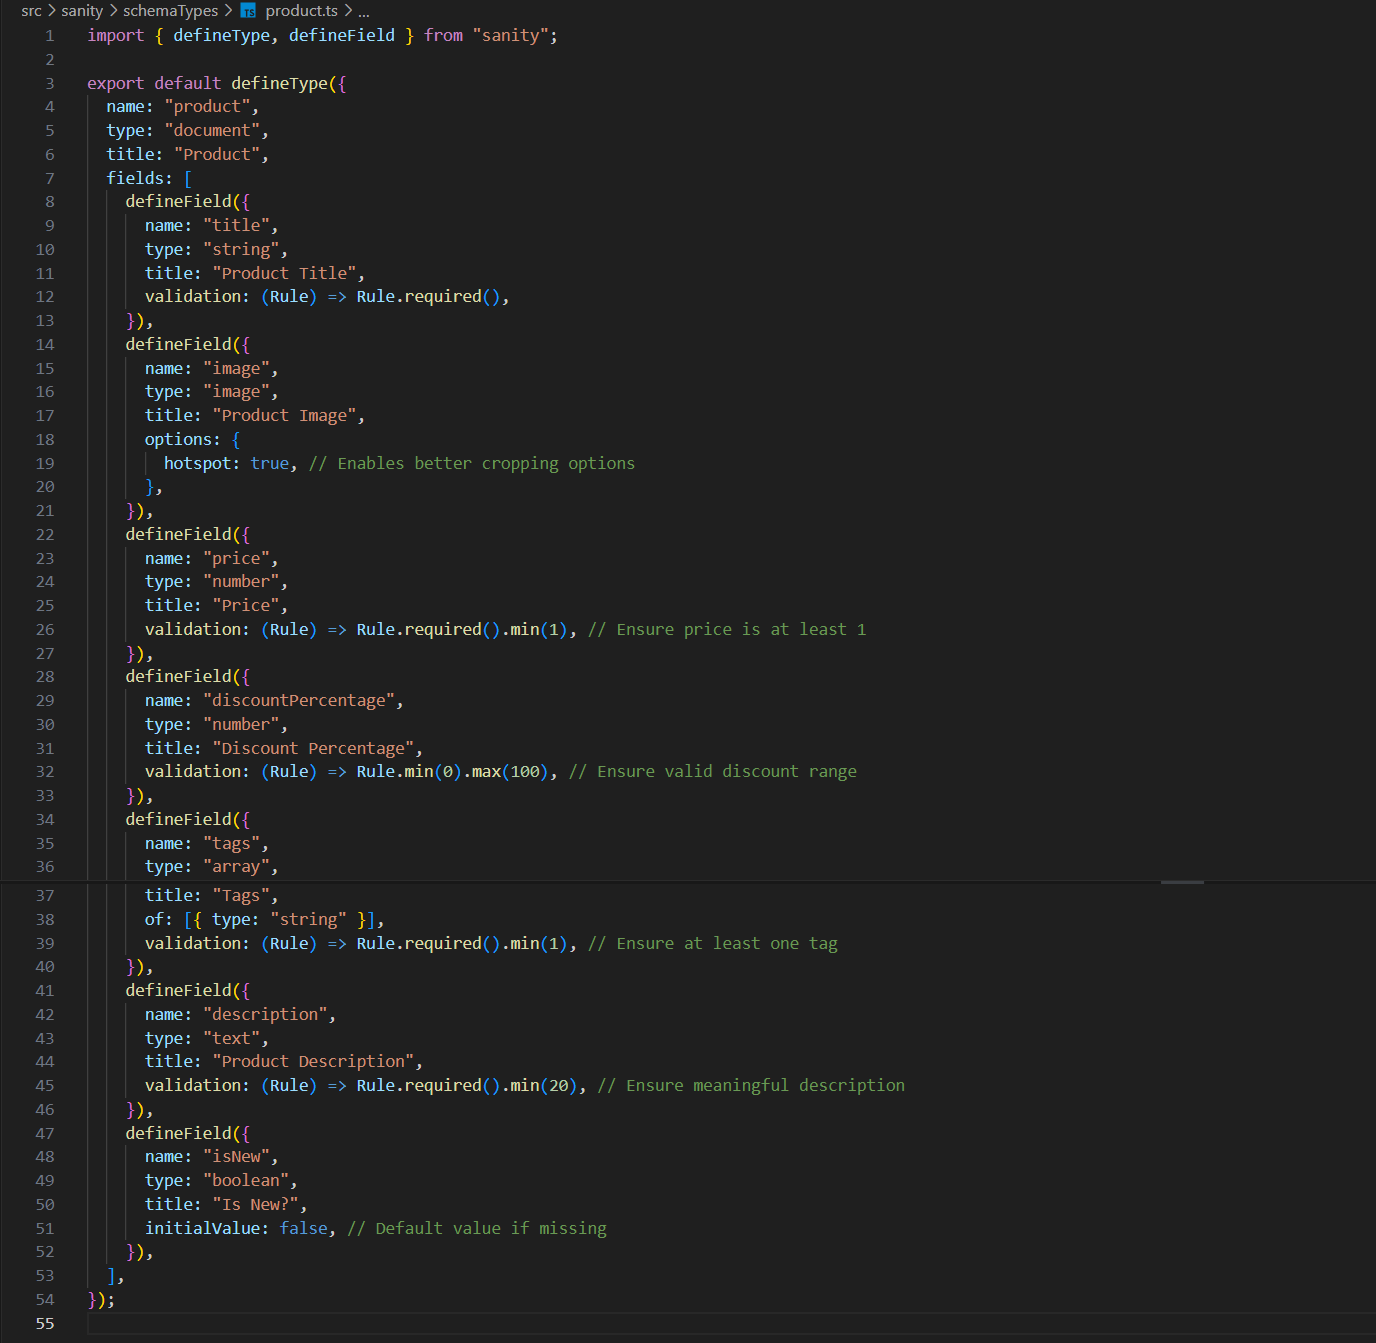 src > sanity > schemaTypes > TS product.ts > ...
1 import { defineType, defineField } from "sanity";
2
3 export default defineType({
4   name: "product",
5   type: "document",
6   title: "Product",
7   fields: [
8     defineField({
9       name: "title",
10       type: "string",
11       title: "Product Title",
12       validation: (Rule) => Rule.required(),
13     }),
14     defineField({
15       name: "image",
16       type: "image",
17       title: "Product Image",
18       options: {
19         hotspot: true, // Enables better cropping options
20       },
21     }),
22     defineField({
23       name: "price",
24       type: "number",
25       title: "Price",
26       validation: (Rule) => Rule.required().min(1), // Ensure price is at least 1
27     }),
28     defineField({
29       name: "discountPercentage",
30       type: "number",
31       title: "Discount Percentage",
32       validation: (Rule) => Rule.min(0).max(100), // Ensure valid discount range
33     }),
34     defineField({
35       name: "tags",
36       type: "array",
37       title: "Tags",
38       of: [{ type: "string" }],
39       validation: (Rule) => Rule.required().min(1), // Ensure at least one tag
40     }),
41     defineField({
42       name: "description",
43       type: "text",
44       title: "Product Description",
45       validation: (Rule) => Rule.required().min(20), // Ensure meaningful description
46     }),
47     defineField({
48       name: "isNew",
49       type: "boolean",
50       title: "Is New?",
51       initialValue: false, // Default value if missing
52     }),
53   ],
54 });
55